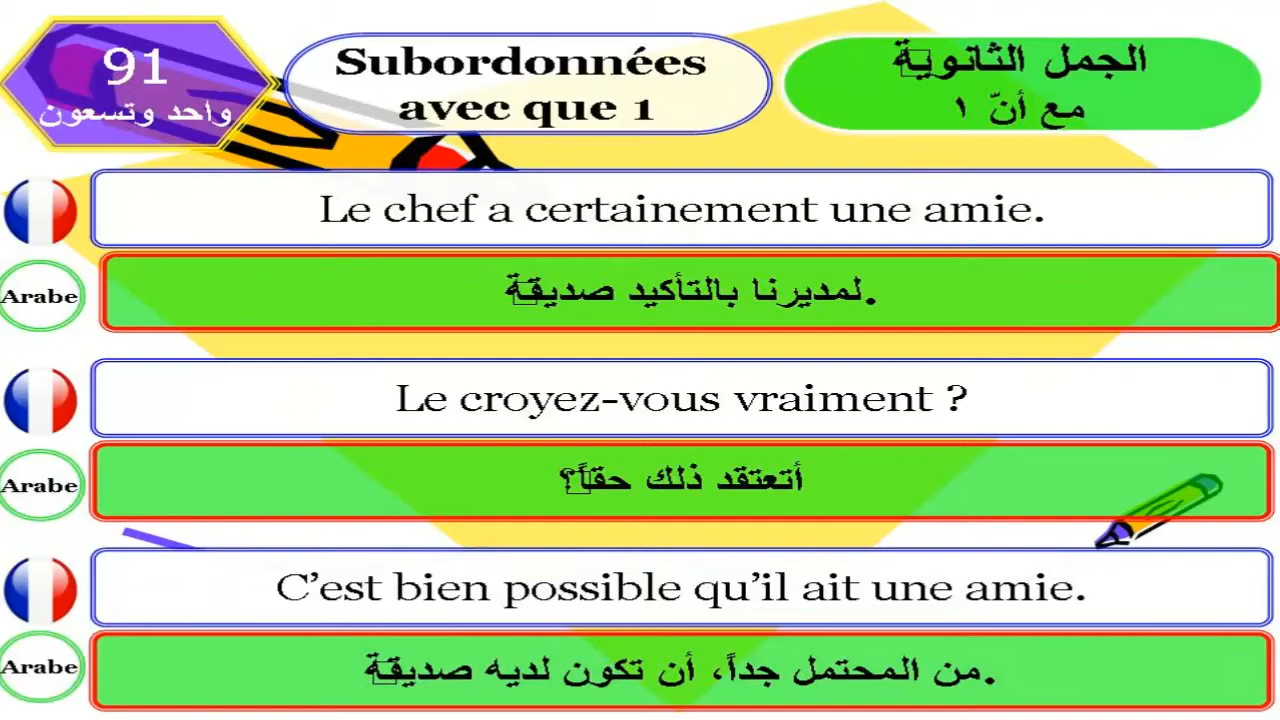 91
واحد وتسعون
Subordonnées
avec que 1
الجمل الثانوية
مع أنّ ١
Le chef a certainement une amie.
Arabe
لمديرنا بالتأكيد صديقة.
Le croyez-vous vraiment ?
Arabe
أتعتقد ذلك حقاً؟
C’est bien possible qu’il ait une amie.
Arabe
من المحتمل جداً، أن تكون لديه صديقة.